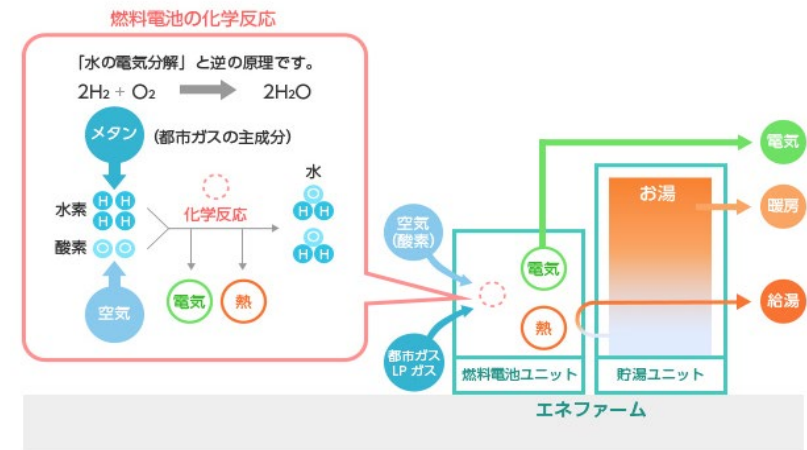 燃料電池の化学反応
「水の電気分解」と逆の原理です。
2H₂ + O₂ 2H₂O
メタン
(都市ガスの主成分)
水
水素
H H
H H
酸素
O O
化学反応
O
H H
O
H H
空気
電気
熱
空気
(酸素)
都市ガス
LP ガス
電気
熱
燃料電池ユニット
お湯
貯湯ユニット
エネファーム
電気
暖房
給湯